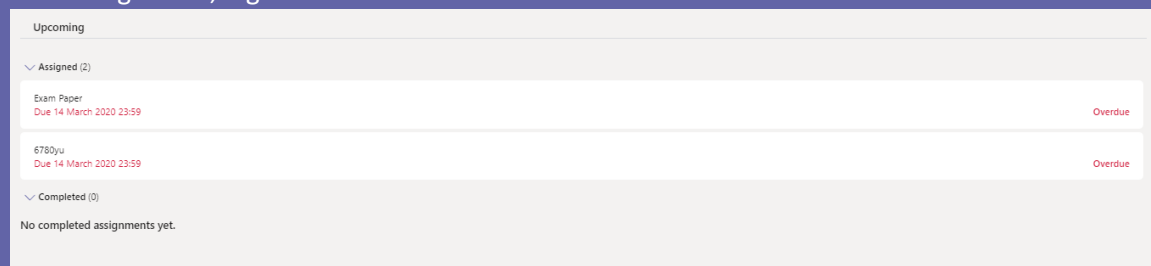 Upcoming
Assigned (2)
Exam Paper
Due 14 March 2020 23:59
Overdue
6780yu
Due 14 March 2020 23:59
Overdue
Completed (0)
No completed assignments yet.